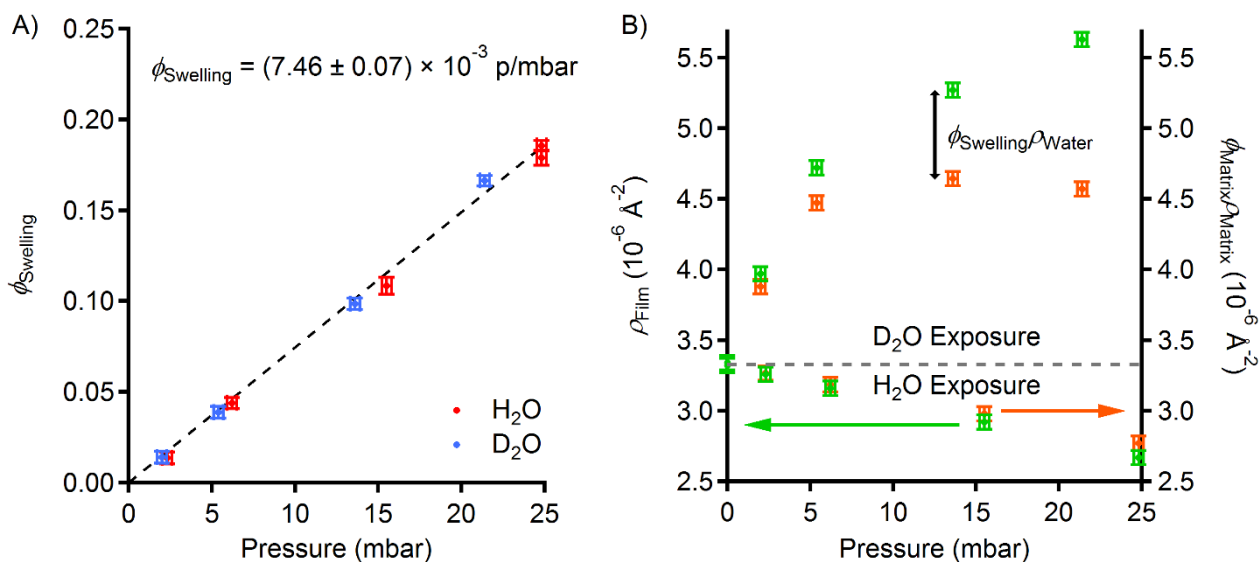 A)
0.25
0.20
0.15
0.10
0.05
0.00
ϕSwelling
ϕSwelling = (7.46 ± 0.07) × 10⁻³ p/mbar
H₂O
D₂O
0 5 10 15 20 25
Pressure (mbar)
B)
5.5
5.0
4.5
4.0
3.5
3.0
2.5
ρFilm (10⁻⁶ Å⁻²)
ϕSwellingρWater
D₂O Exposure
H₂O Exposure
0 5 10 15 20 25
Pressure (mbar)
5.5
5.0
4.5
4.0
3.5
3.0
2.5
ϕMatrixρMatrix (10⁻⁶ Å⁻²)